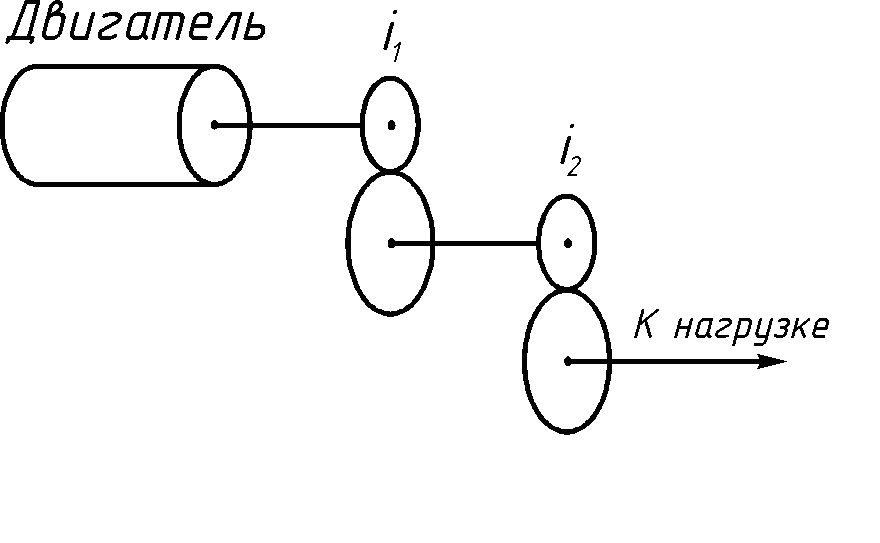 Двигатель
i1
i2
К нагрузке